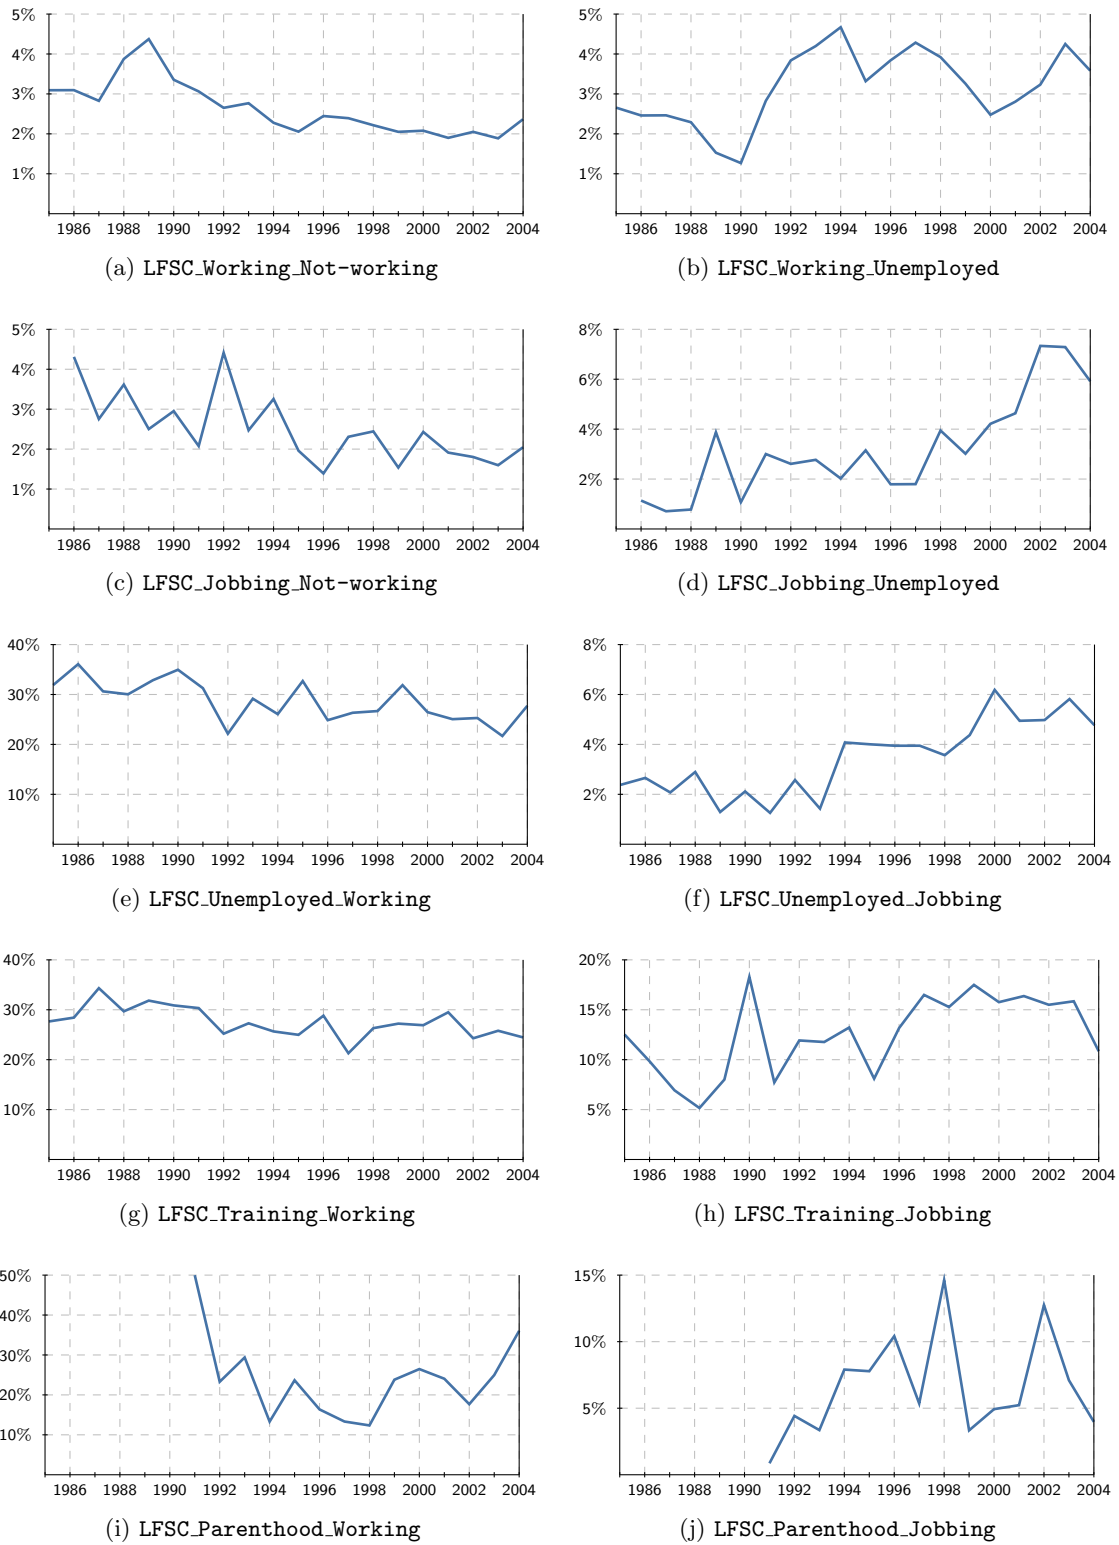 5% 5%
4% 4%
3% 3%
2% 2%
1% 1%
1986 1988 1990 1992 1994 1996 1998 2000 2002 2004 1986 1988 1990 1992 1994 1996 1998 2000 2002 2004
(a) LFSC_Working_Not-working (b) LFSC_Working_Unemployed
5% 8%
4% 6%
3% 4%
2% 2%
1%
1986 1988 1990 1992 1994 1996 1998 2000 2002 2004 1986 1988 1990 1992 1994 1996 1998 2000 2002 2004
(c) LFSC_Jobbing_Not-working (d) LFSC_Jobbing_Unemployed
40% 8%
30% 6%
20% 4%
10% 2%
1986 1988 1990 1992 1994 1996 1998 2000 2002 2004 1986 1988 1990 1992 1994 1996 1998 2000 2002 2004
(e) LFSC_Unemployed_Working (f) LFSC_Unemployed_Jobbing
40% 20%
30% 15%
20% 10%
10% 5%
1986 1988 1990 1992 1994 1996 1998 2000 2002 2004 1986 1988 1990 1992 1994 1996 1998 2000 2002 2004
(g) LFSC_Training_Working (h) LFSC_Training_Jobbing
50% 15%
40% 10%
30% 5%
20%
10%
1986 1988 1990 1992 1994 1996 1998 2000 2002 2004 1986 1988 1990 1992 1994 1996 1998 2000 2002 2004
(i) LFSC_Parenthood_Working (j) LFSC_Parenthood_Jobbing